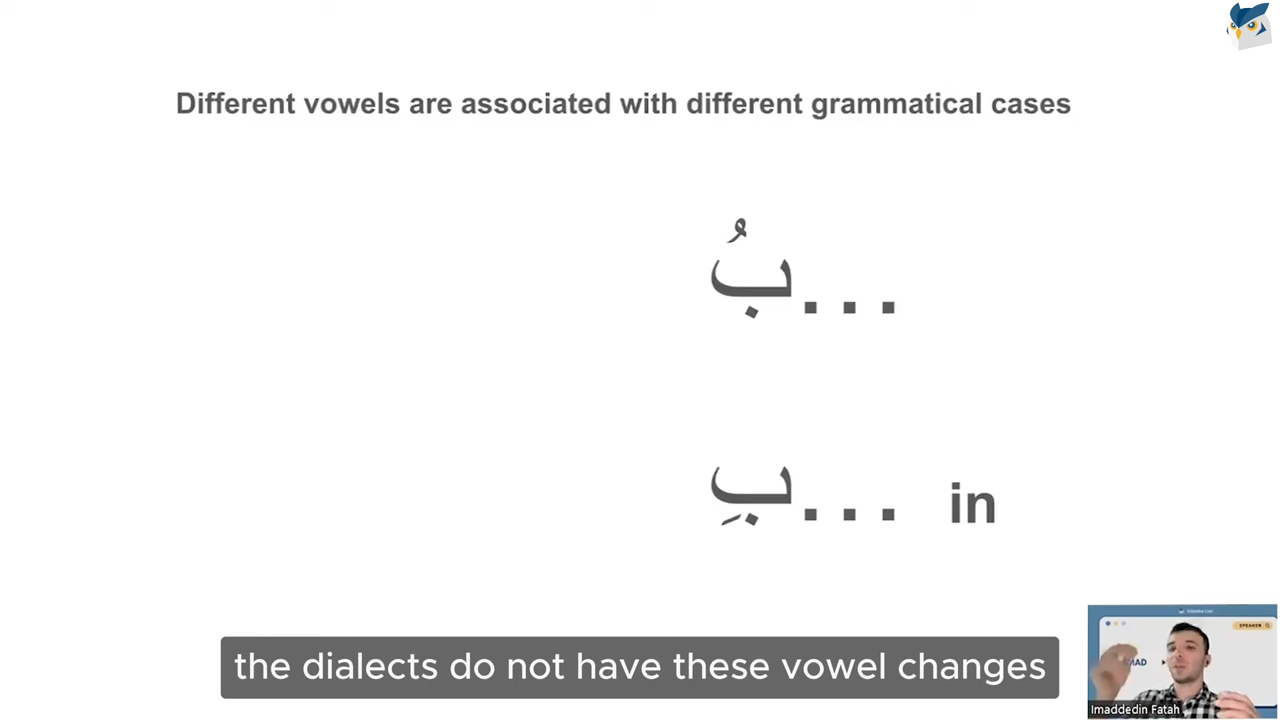 Different vowels are associated with different grammatical cases
بُ...
بِ... in
the dialects do not have these vowel changes
SPEAKER
Imaddedin Fatah